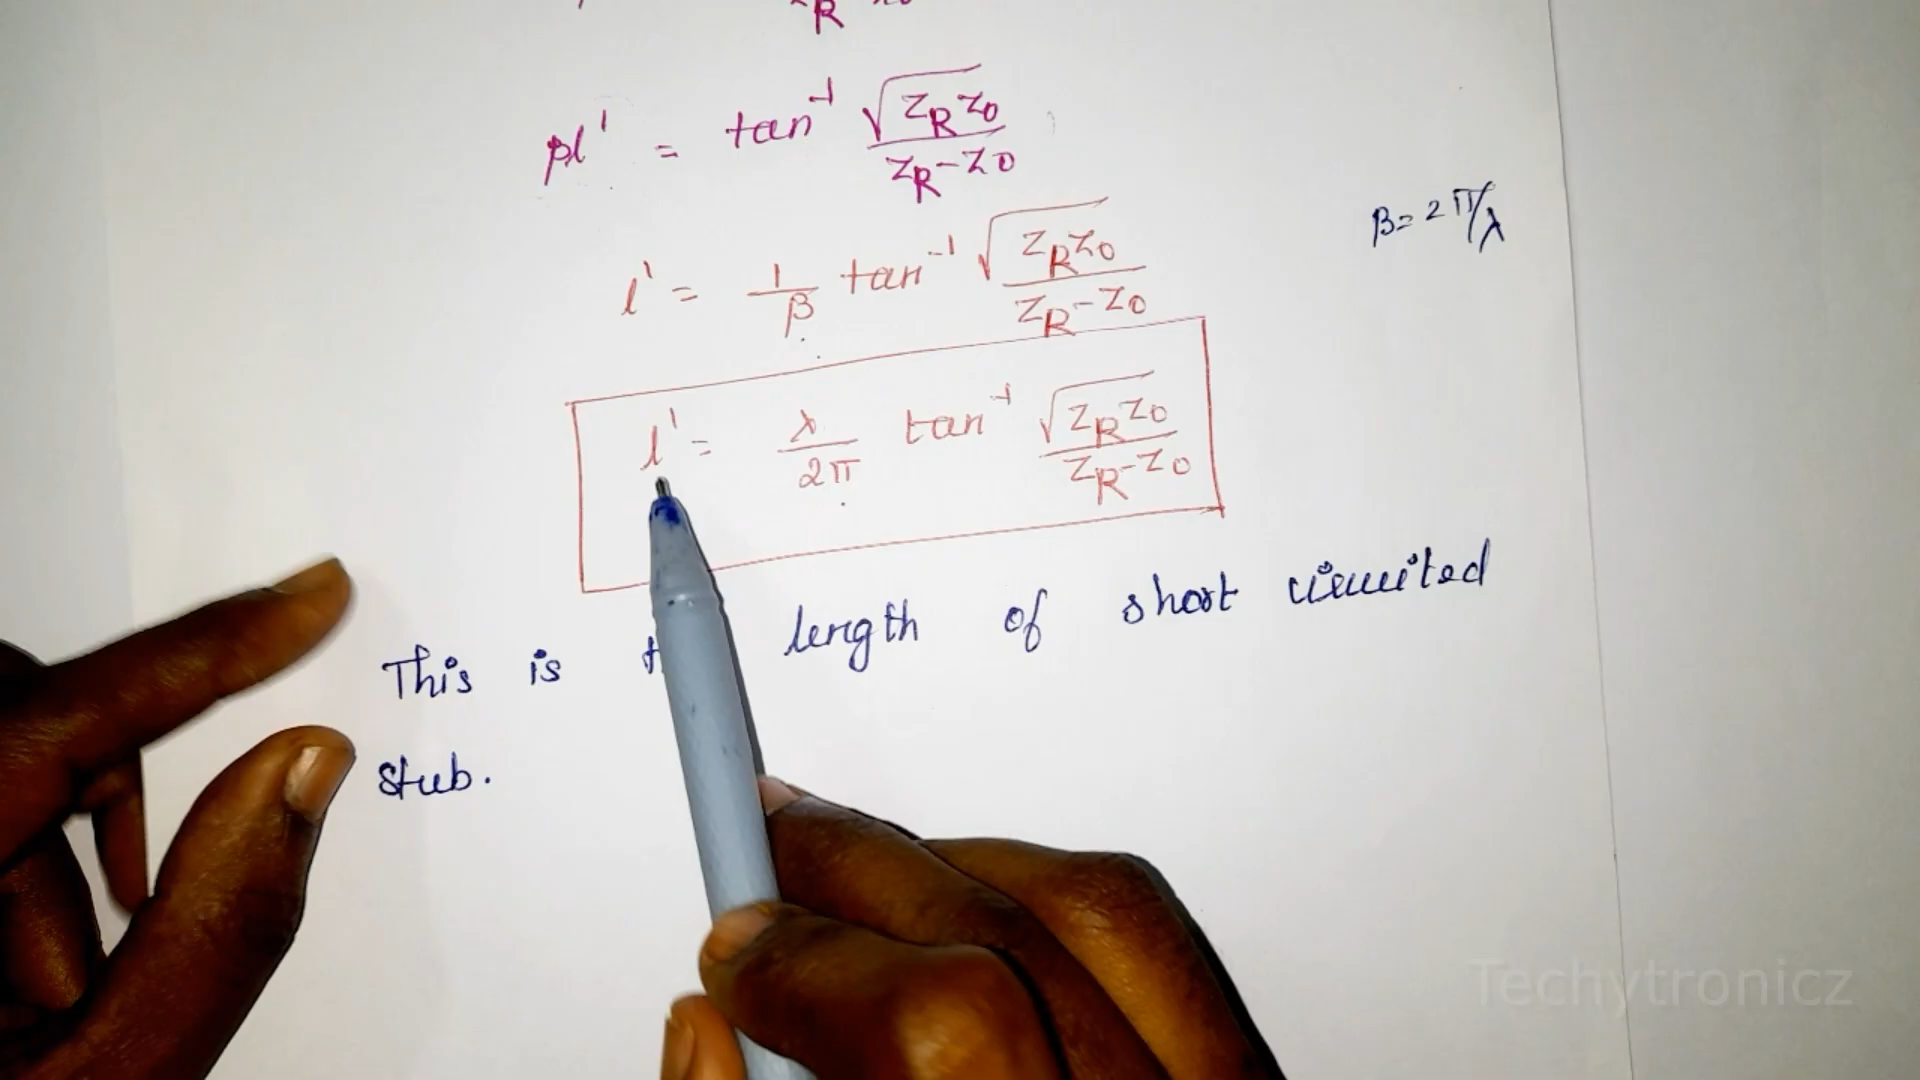 βl' = tan⁻¹ √(Z_R Z_0) / (Z_R - Z_0)
β = 2π/λ
l' = 1/β tan⁻¹ √(Z_R Z_0) / (Z_R - Z_0)
l' = λ/2π tan⁻¹ √(Z_R Z_0) / (Z_R - Z_0)
This is length of short circuited
stub.
Techytronicz